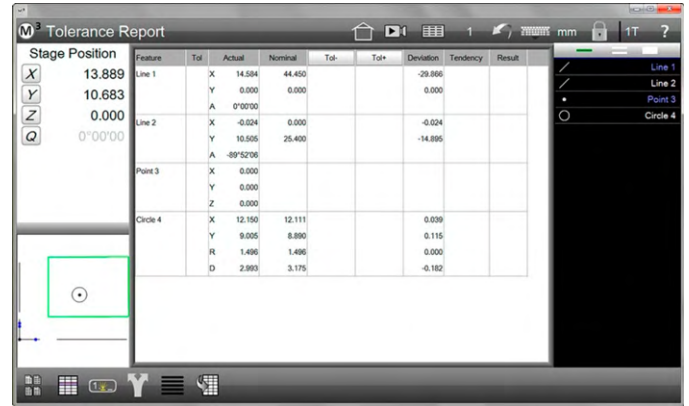 M³ Tolerance Report 1 mm 1T ?
Stage Position
X 13.889
Y 10.683
Z 0.000
Q 0°00'00
Feature Tol Actual Nominal Tol- Tol+ Deviation Tendency Result
Line 1 X 14.584 44.450 -29.866
Y 0.000 0.000 0.000
A 0°00'00
Line 2 X -0.024 0.000 -0.024
Y 10.505 25.400 -14.895
A -89°52'06
Point 3 X 0.000
Y 0.000
Z 0.000
Circle 4 X 12.150 12.111 0.039
Y 9.005 8.890 0.115
R 1.496 1.496 0.000
D 2.993 3.175 -0.182
Line 1
Line 2
Point 3
Circle 4